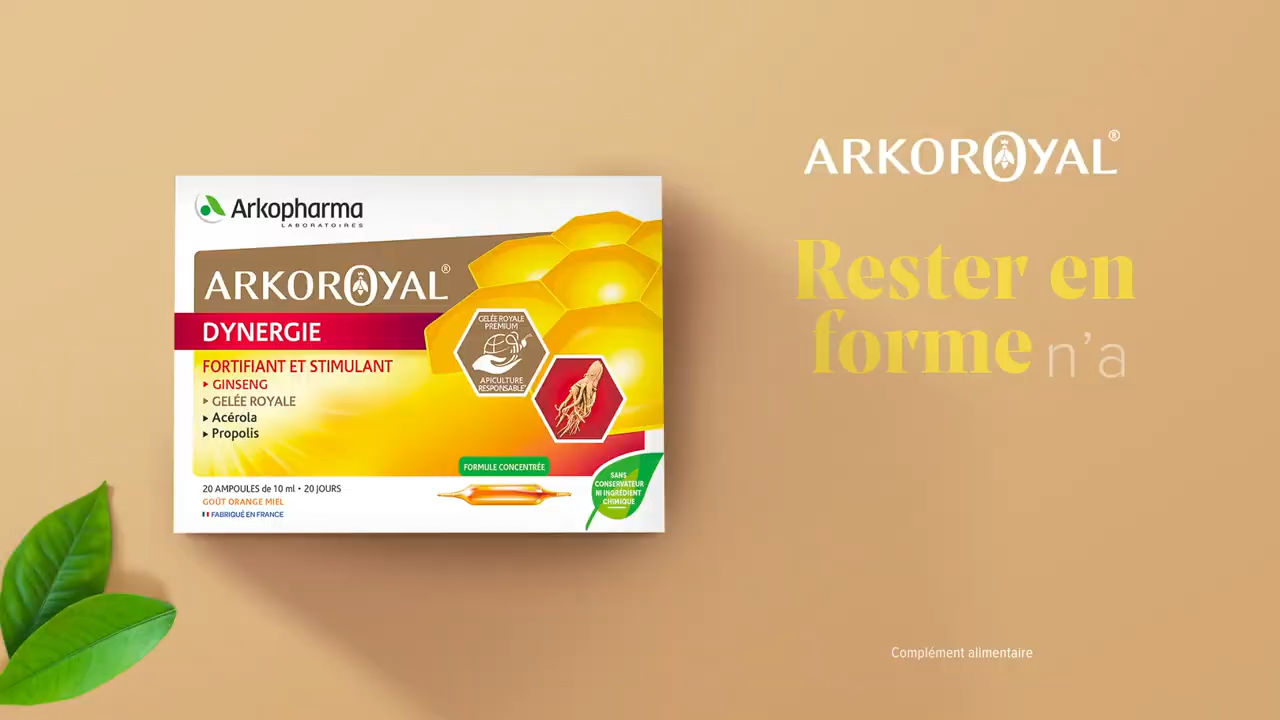 Arkopharma
LABORATOIRES
ARKOROYAL®
DYNERGIE
FORTIFIANT ET STIMULANT
GINSENG
GELÉE ROYALE
Acérola
Propolis
GELÉE ROYALE
PREMIUM
APICULTURE
RESPONSABLE
FORMULE CONCENTRÉE
SANS
CONSERVATEUR
NI INGRÉDIENT
CHIMIQUE
20 AMPOULES de 10 ml • 20 JOURS
GOÛT ORANGE MIEL
FABRIQUÉ EN FRANCE
ARKOROYAL®
Rester en
forme n'a
Complément alimentaire